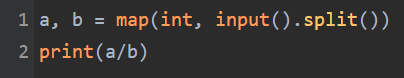 1 a, b = map(int, input().split())
2 print(a/b)